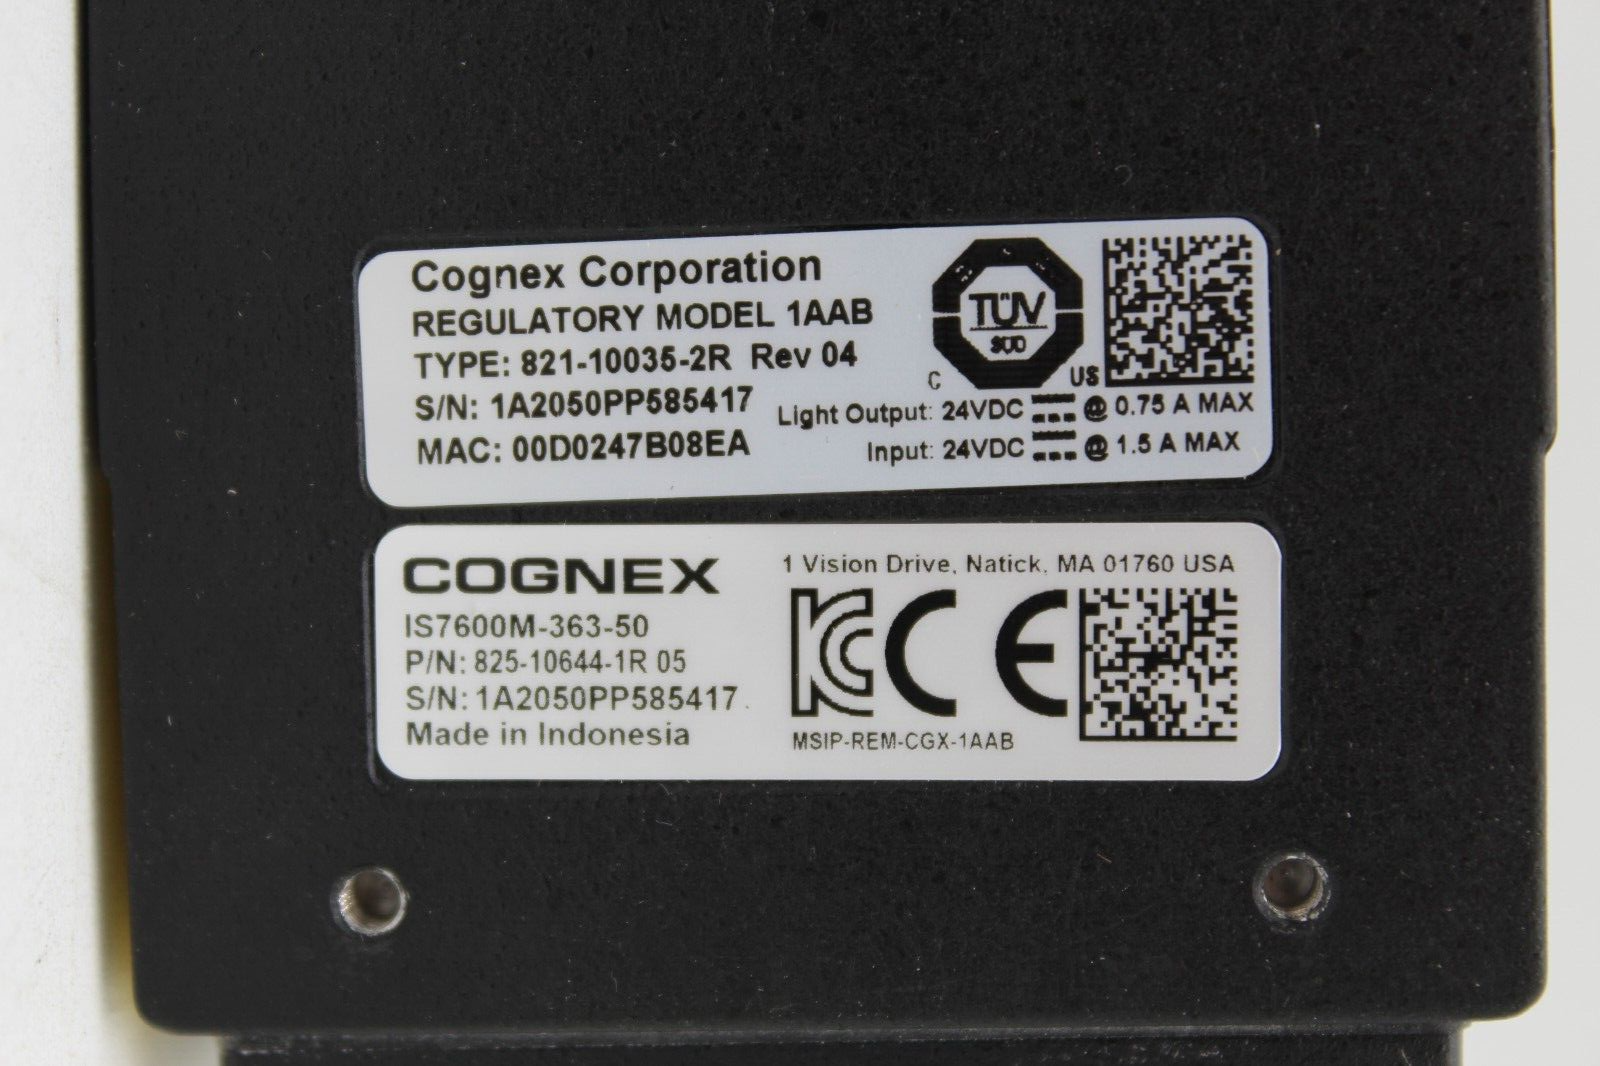 Cognex Corporation
REGULATORY MODEL 1AAB
TYPE: 821-10035-2R Rev 04
S/N: 1A2050PP585417
MAC: 00D0247B08EA
TÜV
SÜD
C US
Light Output: 24VDC @ 0.75 A MAX
Input: 24VDC @ 1.5 A MAX
COGNEX
1 Vision Drive, Natick, MA 01760 USA
IS7600M-363-50
P/N: 825-10644-1R 05
S/N: 1A2050PP585417
Made in Indonesia
KC CE
MSIP-REM-CGX-1AAB